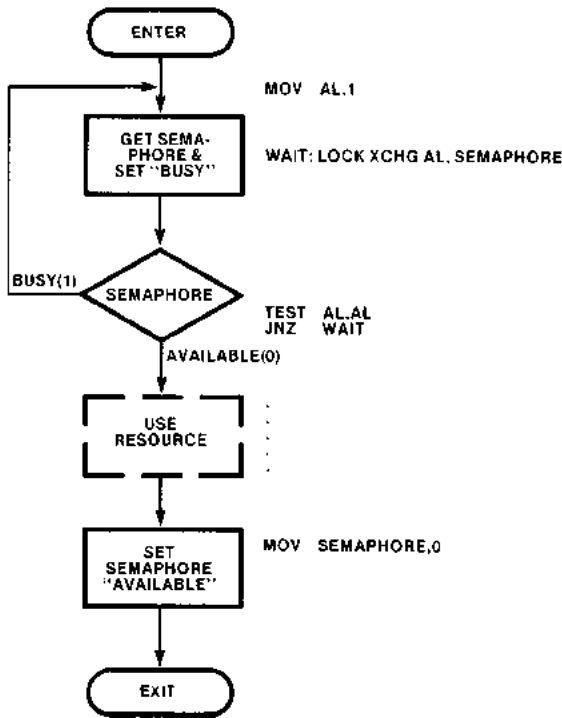 ENTER
MOV AL,1
GET SEMA-
PHORE &
SET "BUSY"
WAIT: LOCK XCHG AL, SEMAPHORE
BUSY(1)
SEMAPHORE
TEST AL,AL
JNZ WAIT
AVAILABLE(0)
USE
RESOURCE
SET
SEMAPHORE
"AVAILABLE"
MOV SEMAPHORE,0
EXIT